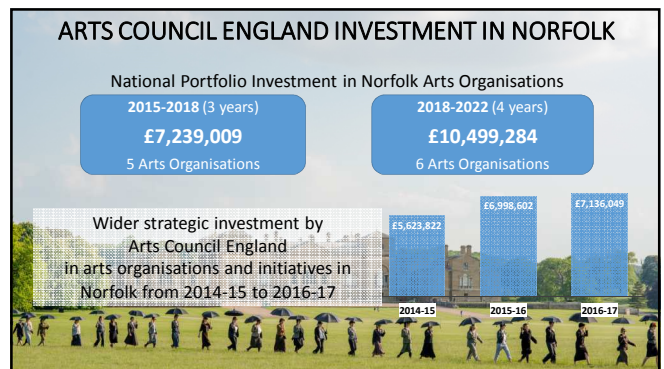 ARTS COUNCIL ENGLAND INVESTMENT IN NORFOLK
National Portfolio Investment in Norfolk Arts Organisations
2015-2018 (3 years)
£7,239,009
5 Arts Organisations
2018-2022 (4 years)
£10,499,284
6 Arts Organisations
Wider strategic investment by
Arts Council England
in arts organisations and initiatives in
Norfolk from 2014-15 to 2016-17
£5,623,822
£6,998,602
£7,136,049
2014-15
2015-16
2016-17